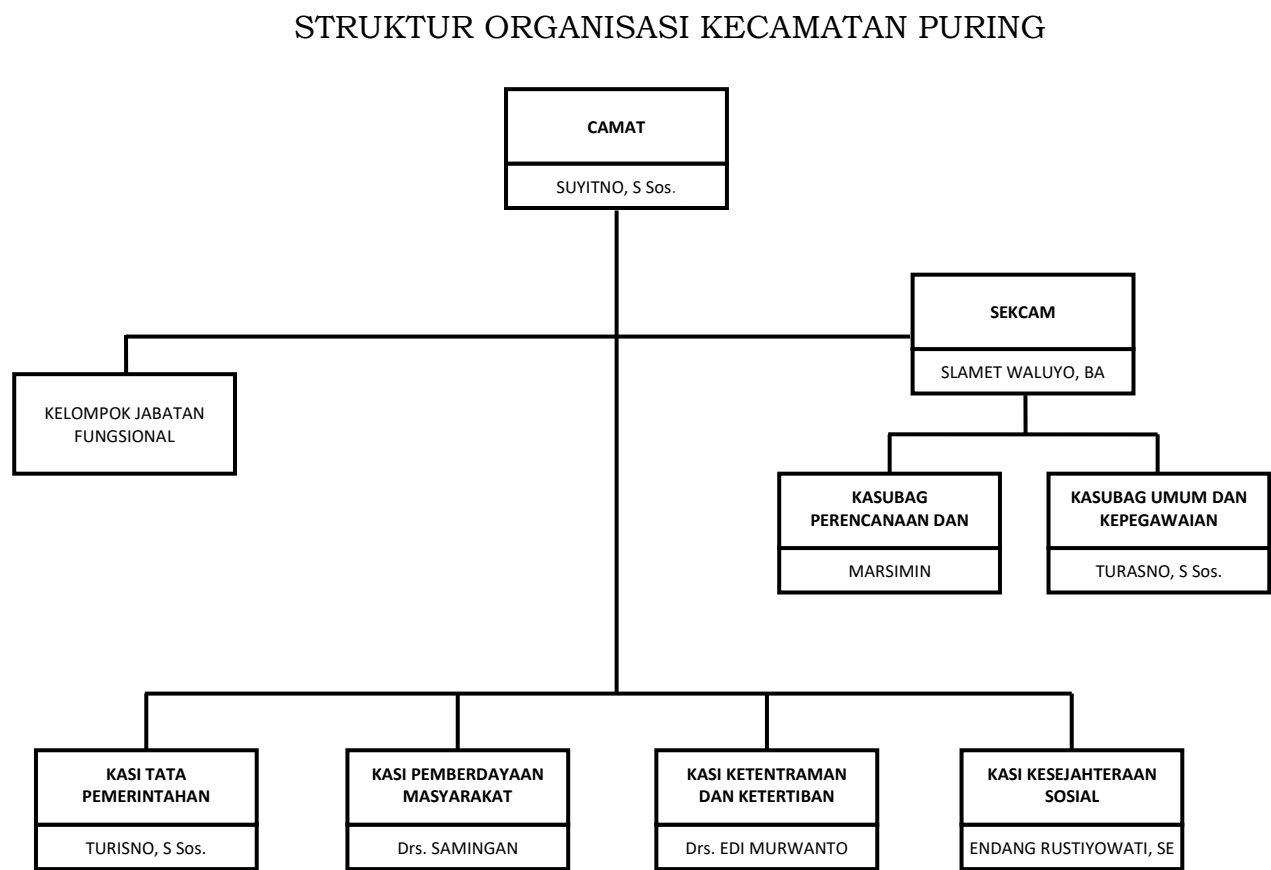 STRUKTUR ORGANISASI KECAMATAN PURING
CAMAT
SUYITNO, S Sos.
SEKCAM
SLAMET WALUYO, BA
KELOMPOK JABATAN
FUNGSIONAL
KASUBAG
PERENCANAAN DAN
MARSIMIN
KASUBAG UMUM DAN
KEPEGAWAIAN
TURASNO, S Sos.
KASI TATA
PEMERINTAHAN
TURISNO, S Sos.
KASI PEMBERDAYAAN
MASYARAKAT
Drs. SAMINGAN
KASI KETENTRAMAN
DAN KETERTIBAN
Drs. EDI MURWANTO
KASI KESEJAHTERAAN
SOSIAL
ENDANG RUSTIYOWATI, SE